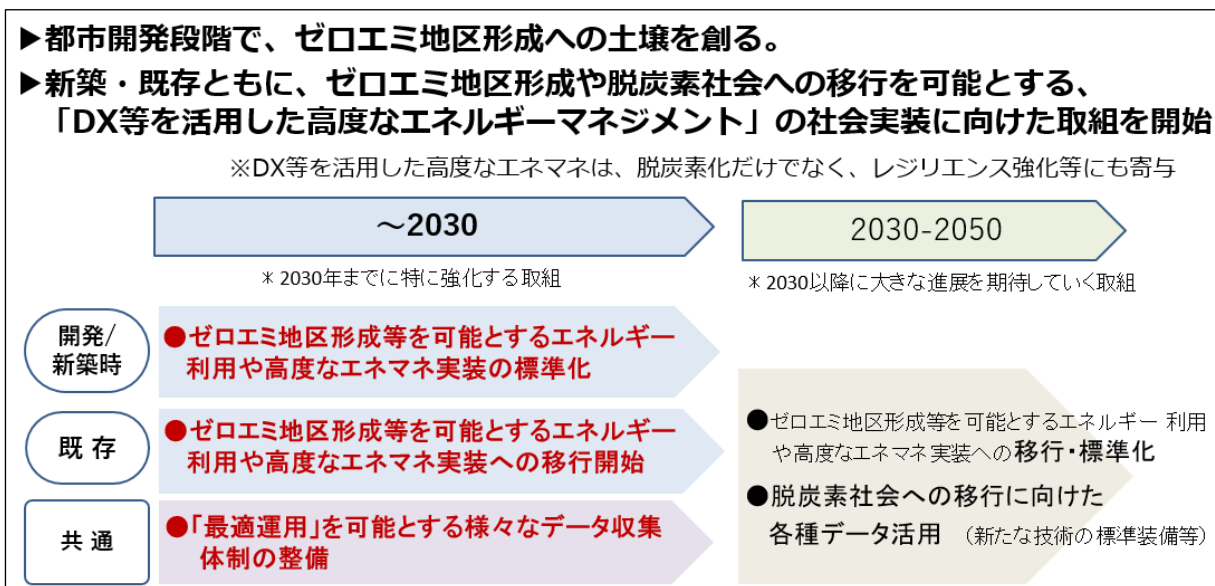 ▶都市開発段階で、ゼロエミ地区形成への土壌を創る。
▶新築・既存ともに、ゼロエミ地区形成や脱炭素社会への移行を可能とする、
「DX等を活用した高度なエネルギーマネジメント」の社会実装に向けた取組を開始
※DX等を活用した高度なエネマネは、脱炭素化だけでなく、レジリエンス強化等にも寄与
～2030
2030-2050
＊2030年までに特に強化する取組
＊2030以降に大きな進展を期待していく取組
開発/
新築時
●ゼロエミ地区形成等を可能とするエネルギー
利用や高度なエネマネ実装の標準化
既 存
●ゼロエミ地区形成等を可能とするエネルギー
利用や高度なエネマネ実装への移行開始
共 通
●「最適運用」を可能とする様々なデータ収集
体制の整備
●ゼロエミ地区形成等を可能とするエネルギー 利用
や高度なエネマネ実装への移行・標準化
●脱炭素社会への移行に向けた
各種データ活用 （新たな技術の標準装備等）